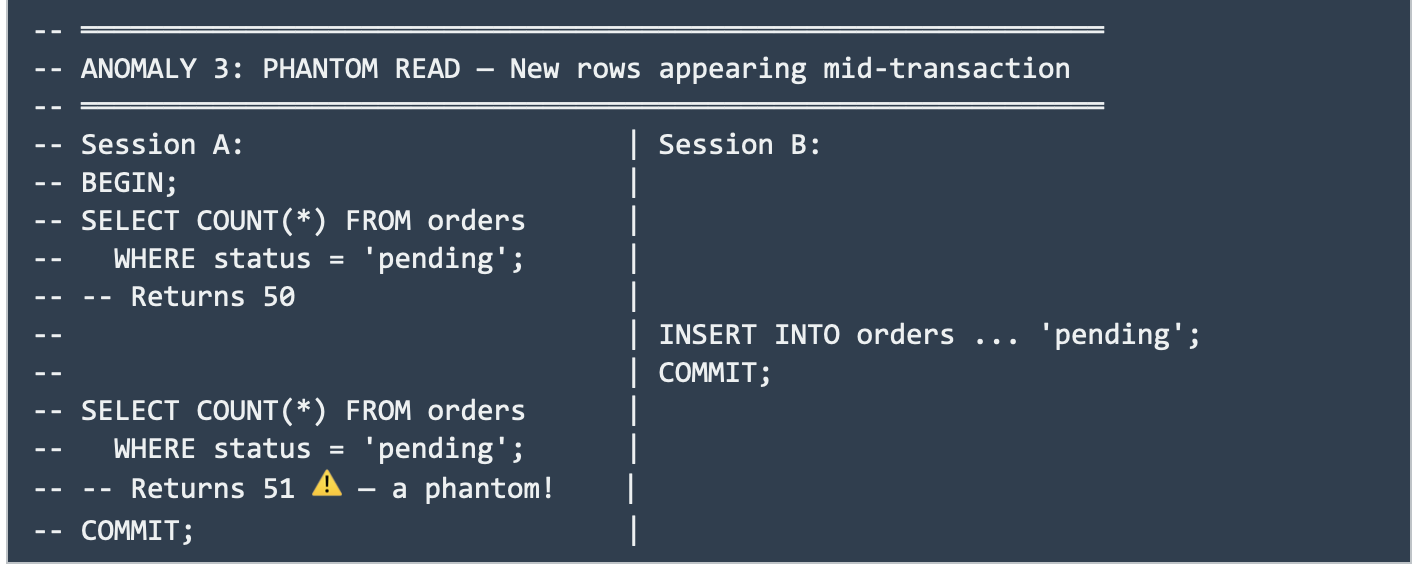 -- ══════════════════════════════════════════════════════════════
-- ANOMALY 3: PHANTOM READ — New rows appearing mid-transaction
-- ══════════════════════════════════════════════════════════════
-- Session A:                       | Session B:
-- BEGIN;                           |
-- SELECT COUNT(*) FROM orders      |
--   WHERE status = 'pending';      |
-- -- Returns 50                    |
--                                  | INSERT INTO orders ... 'pending';
--                                  | COMMIT;
-- SELECT COUNT(*) FROM orders      |
--   WHERE status = 'pending';      |
-- -- Returns 51 ⚠️ — a phantom!    |
-- COMMIT;                          |